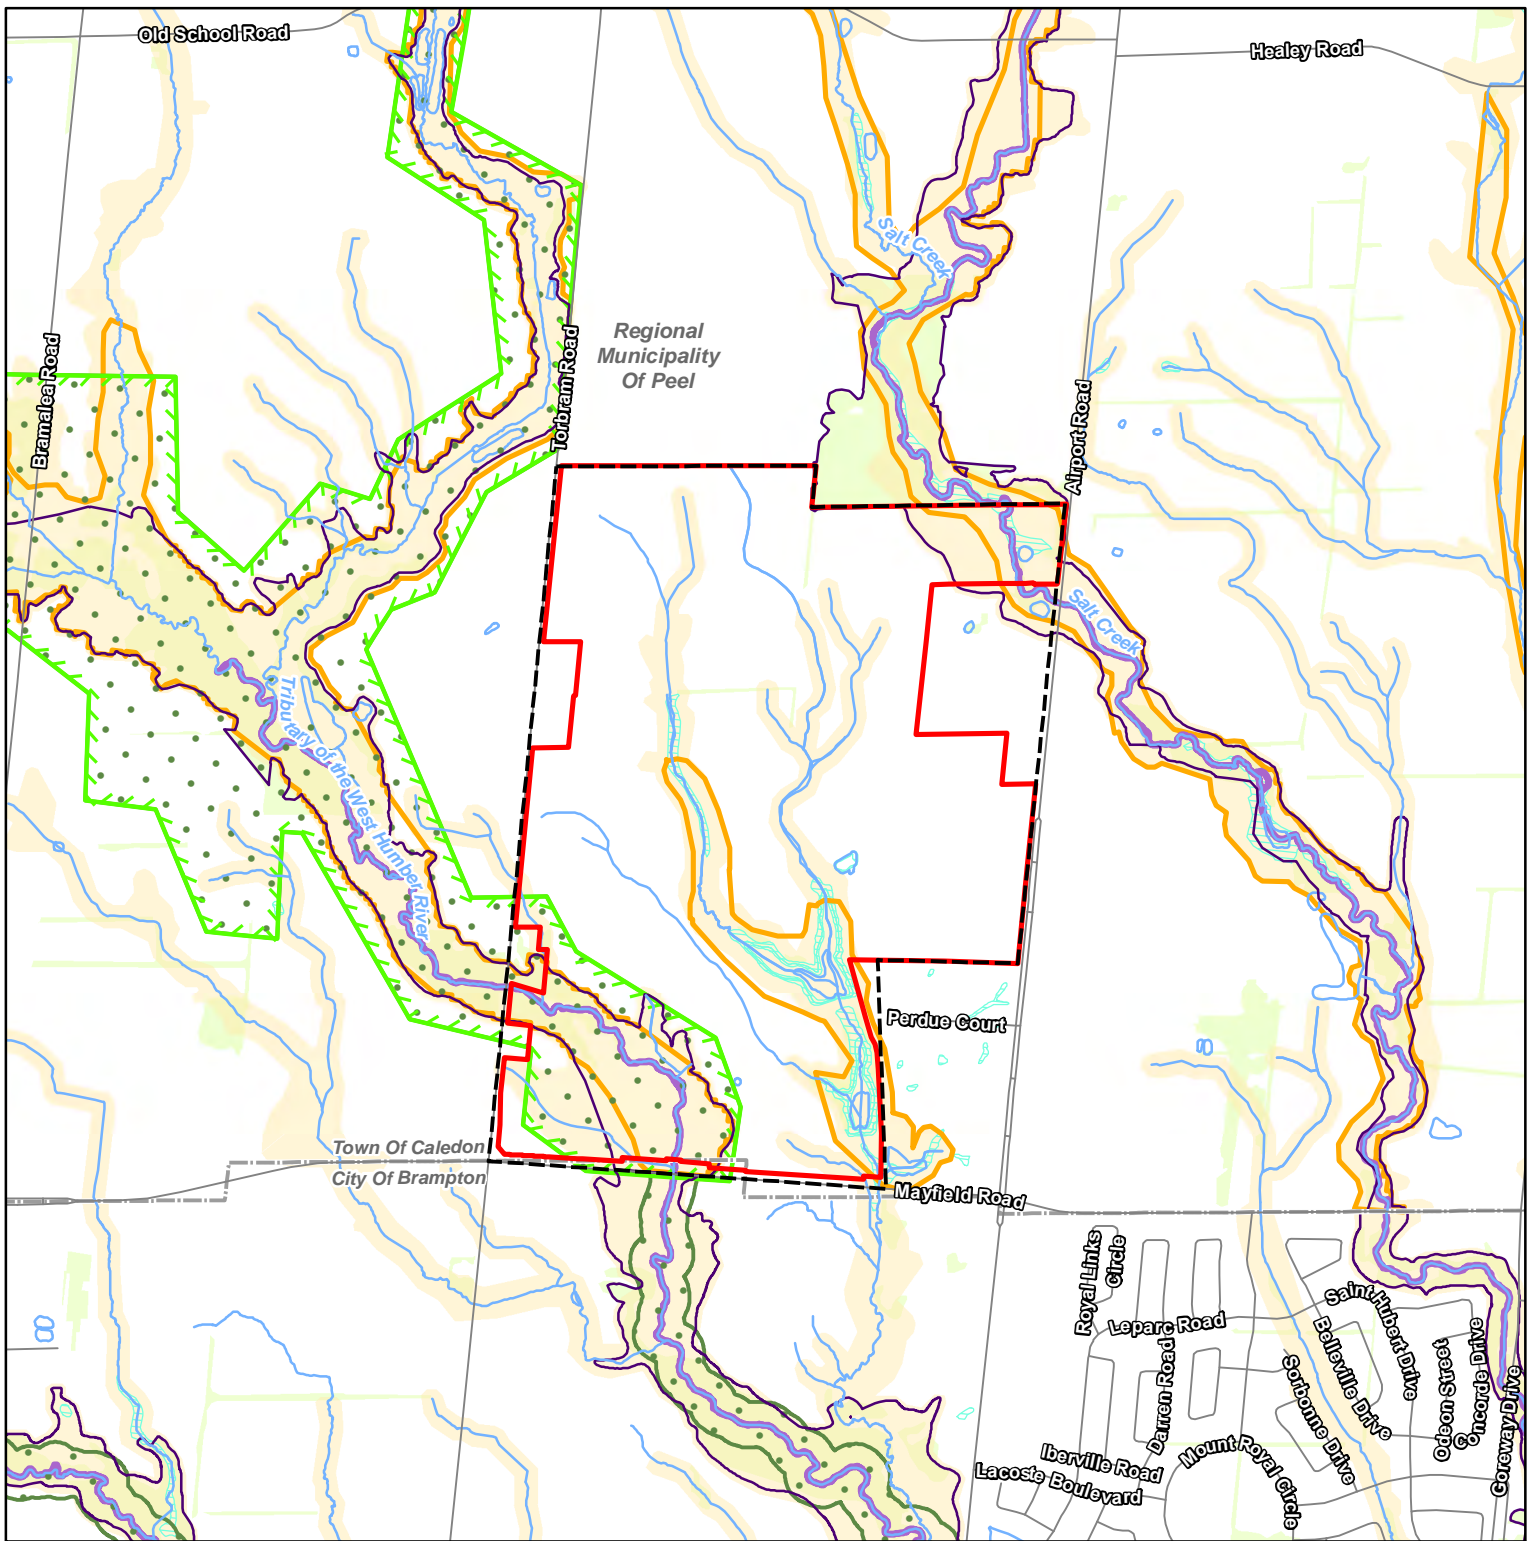 Old School Road
Healey Road
Salt Creek
Regional
Municipality
Of Peel
Bramalea Road
Torbram Road
Airport Road
Salt Creek
Tributary of the West Humber River
Perdue Court
Town Of Caledon
City Of Brampton
Mayfield Road
Royal Links
Circle
Leparc Road
Saint Hubert Drive
Belleville Drive
Darren Road
Sorbonne Drive
Odeon Street
Concorde Drive
Goreway Drive
Mount Royal Circle
Iberville Road
Lacoste Boulevard